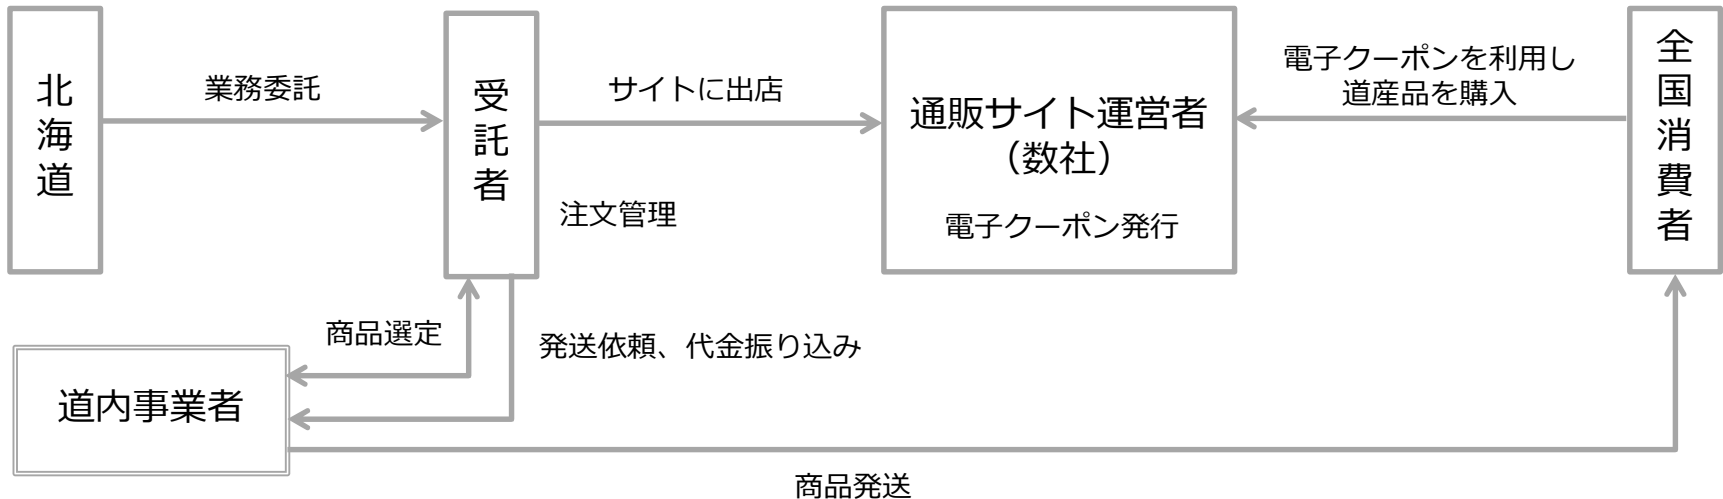 北海道
業務委託
受託者
サイトに出店
通販サイト運営者
（数社）
電子クーポン発行
電子クーポンを利用し
道産品を購入
全国消費者
注文管理
商品選定
発送依頼、代金振り込み
道内事業者
商品発送